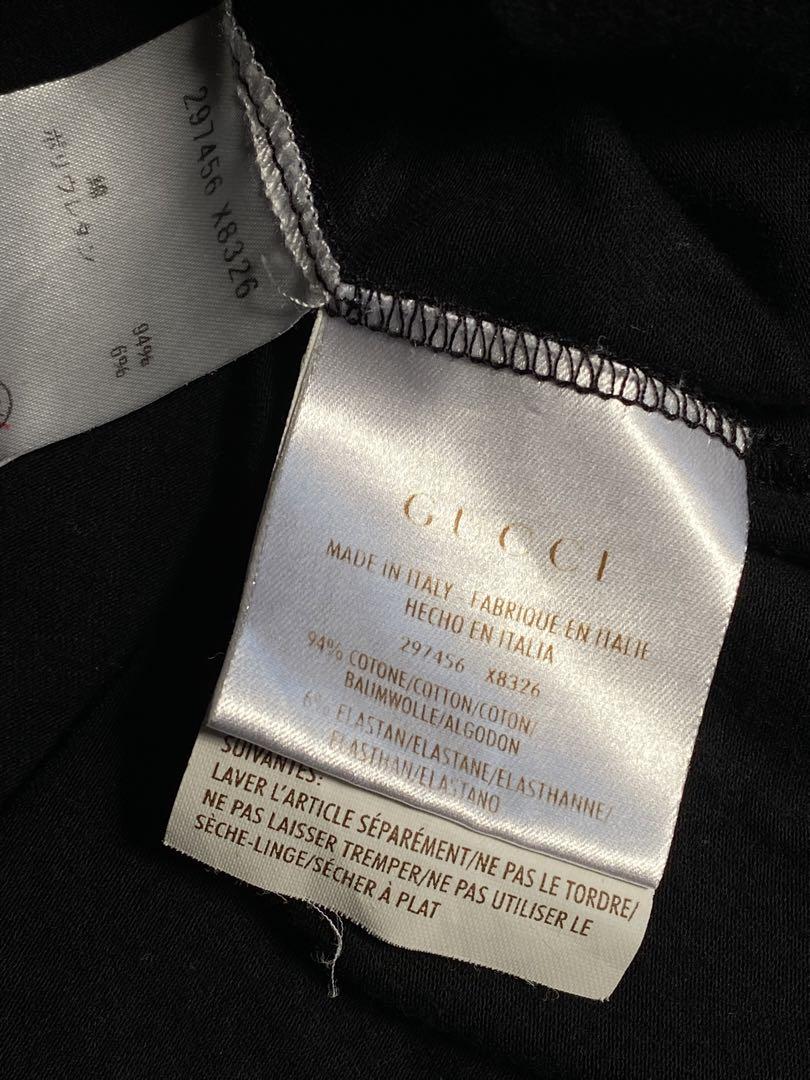 297456 X8326
綿 94%
ポリウレタン 6%
GUCCI
MADE IN ITALY - FABRIQUE EN ITALIE
HECHO EN ITALIA
297456 X8326
94% COTONE/COTTON/COTON/
BAUMWOLLE/ALGODON
6% ELASTAN/ELASTANE/ELASTHANNE/
ELASTHAN/ELASTANO
SUIVANTES:
LAVER L'ARTICLE SÉPARÉMENT/NE PAS LE TORDRE/
NE PAS LAISSER TREMPER/NE PAS UTILISER LE
SÈCHE-LINGE/SÉCHER À PLAT